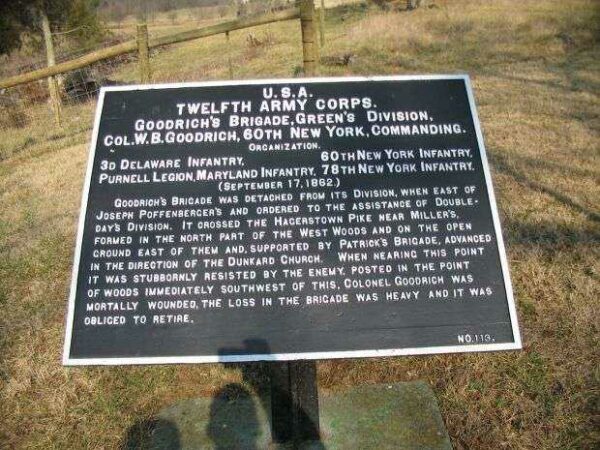 U.S.A.
TWELFTH ARMY CORPS.
GOODRICH'S BRIGADE, GREEN'S DIVISION,
COL. W. B. GOODRICH, 60TH NEW YORK, COMMANDING.
ORGANIZATION.
3D DELAWARE INFANTRY, 60TH NEW YORK INFANTRY,
PURNELL LEGION, MARYLAND INFANTRY, 78TH NEW YORK INFANTRY.
(SEPTEMBER 17, 1862.)
GOODRICH'S BRIGADE WAS DETACHED FROM ITS DIVISION, WHEN EAST OF
JOSEPH POFFENBERGER'S AND ORDERED TO THE ASSISTANCE OF DOUBLE-
DAY'S DIVISION. IT CROSSED THE HAGERSTOWN PIKE NEAR MILLER'S,
FORMED IN THE NORTH PART OF THE WEST WOODS AND ON THE OPEN
GROUND EAST OF THEM AND, SUPPORTED BY PATRICK'S BRIGADE, ADVANCED
IN THE DIRECTION OF THE DUNKARD CHURCH. WHEN NEARING THIS POINT
IT WAS STUBBORNLY RESISTED BY THE ENEMY, POSTED IN THE POINT
OF WOODS IMMEDIATELY SOUTHWEST OF THIS, COLONEL GOODRICH WAS
MORTALLY WOUNDED, THE LOSS IN THE BRIGADE WAS HEAVY AND IT WAS
OBLIGED TO RETIRE.
NO. 113.